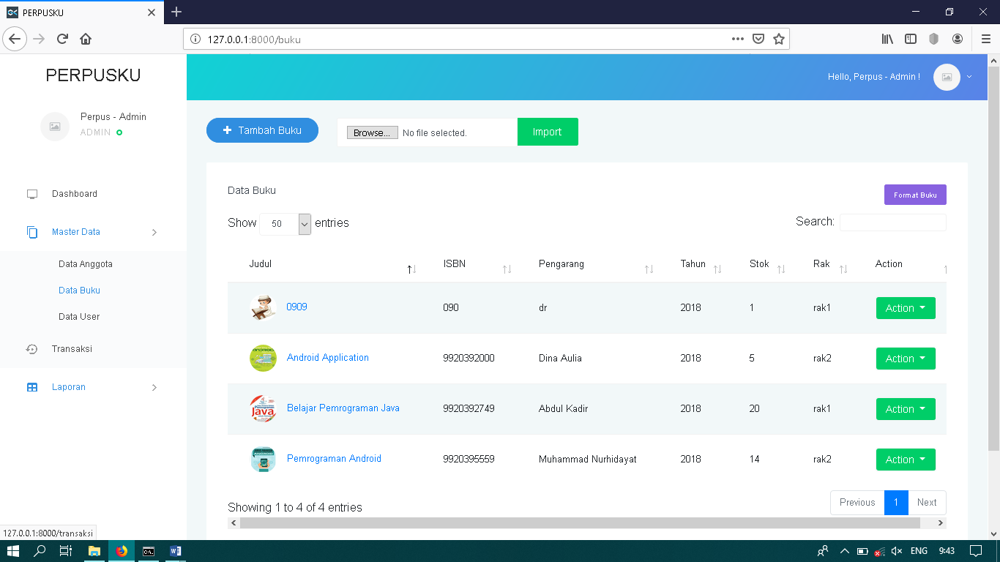 PERPUSKU
127.0.0.1:8000/buku
PERPUSKU
Hello, Perpus - Admin !
Perpus - Admin
ADMIN
Tambah Buku
Browse... No file selected.
Import
Dashboard
Master Data
Data Anggota
Data Buku
Data User
Transaksi
Laporan
Data Buku
Format Buku
Show 50 entries
Search:
Judul ISBN Pengarang Tahun Stok Rak Action
0909 090 dr 2018 1 rak1 Action
Android Application 9920392000 Dina Aulia 2018 5 rak2 Action
Belajar Pemrograman Java 9920392749 Abdul Kadir 2018 20 rak1 Action
Pemrograman Android 9920395559 Muhammad Nurhidayat 2018 14 rak2 Action
Showing 1 to 4 of 4 entries
Previous 1 Next
127.0.0.1:8000/transaksi
ENG 9:43